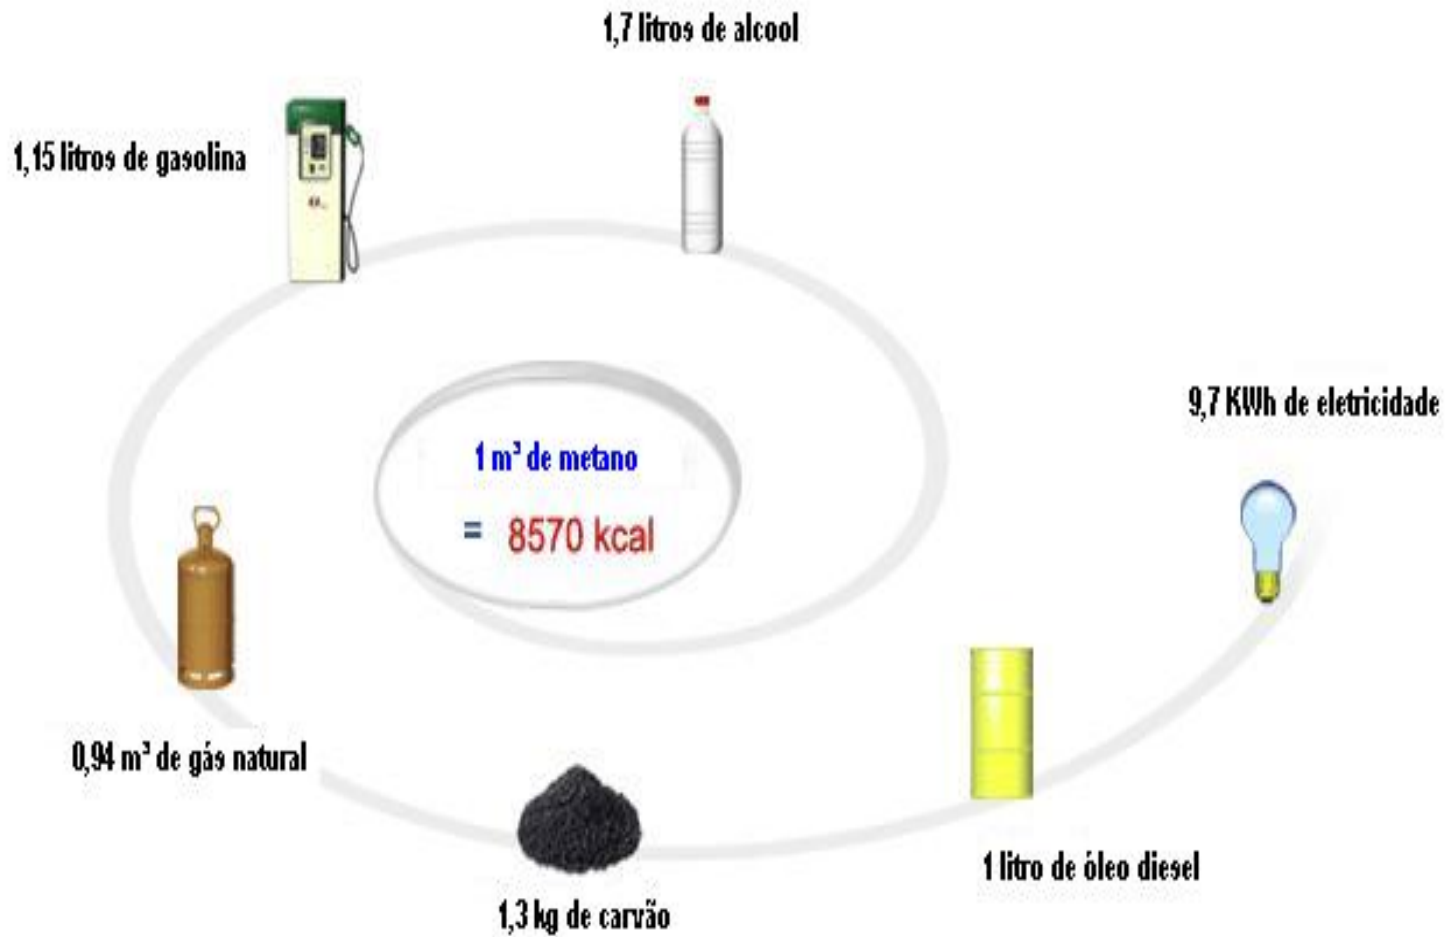 1,7 litros de alcool
1,15 litros de gasolina
9,7 KWh de eletricidade
1 m³ de metano
= 8570 kcal
0,94 m³ de gás natural
1 litro de óleo diesel
1,3 kg de carvão